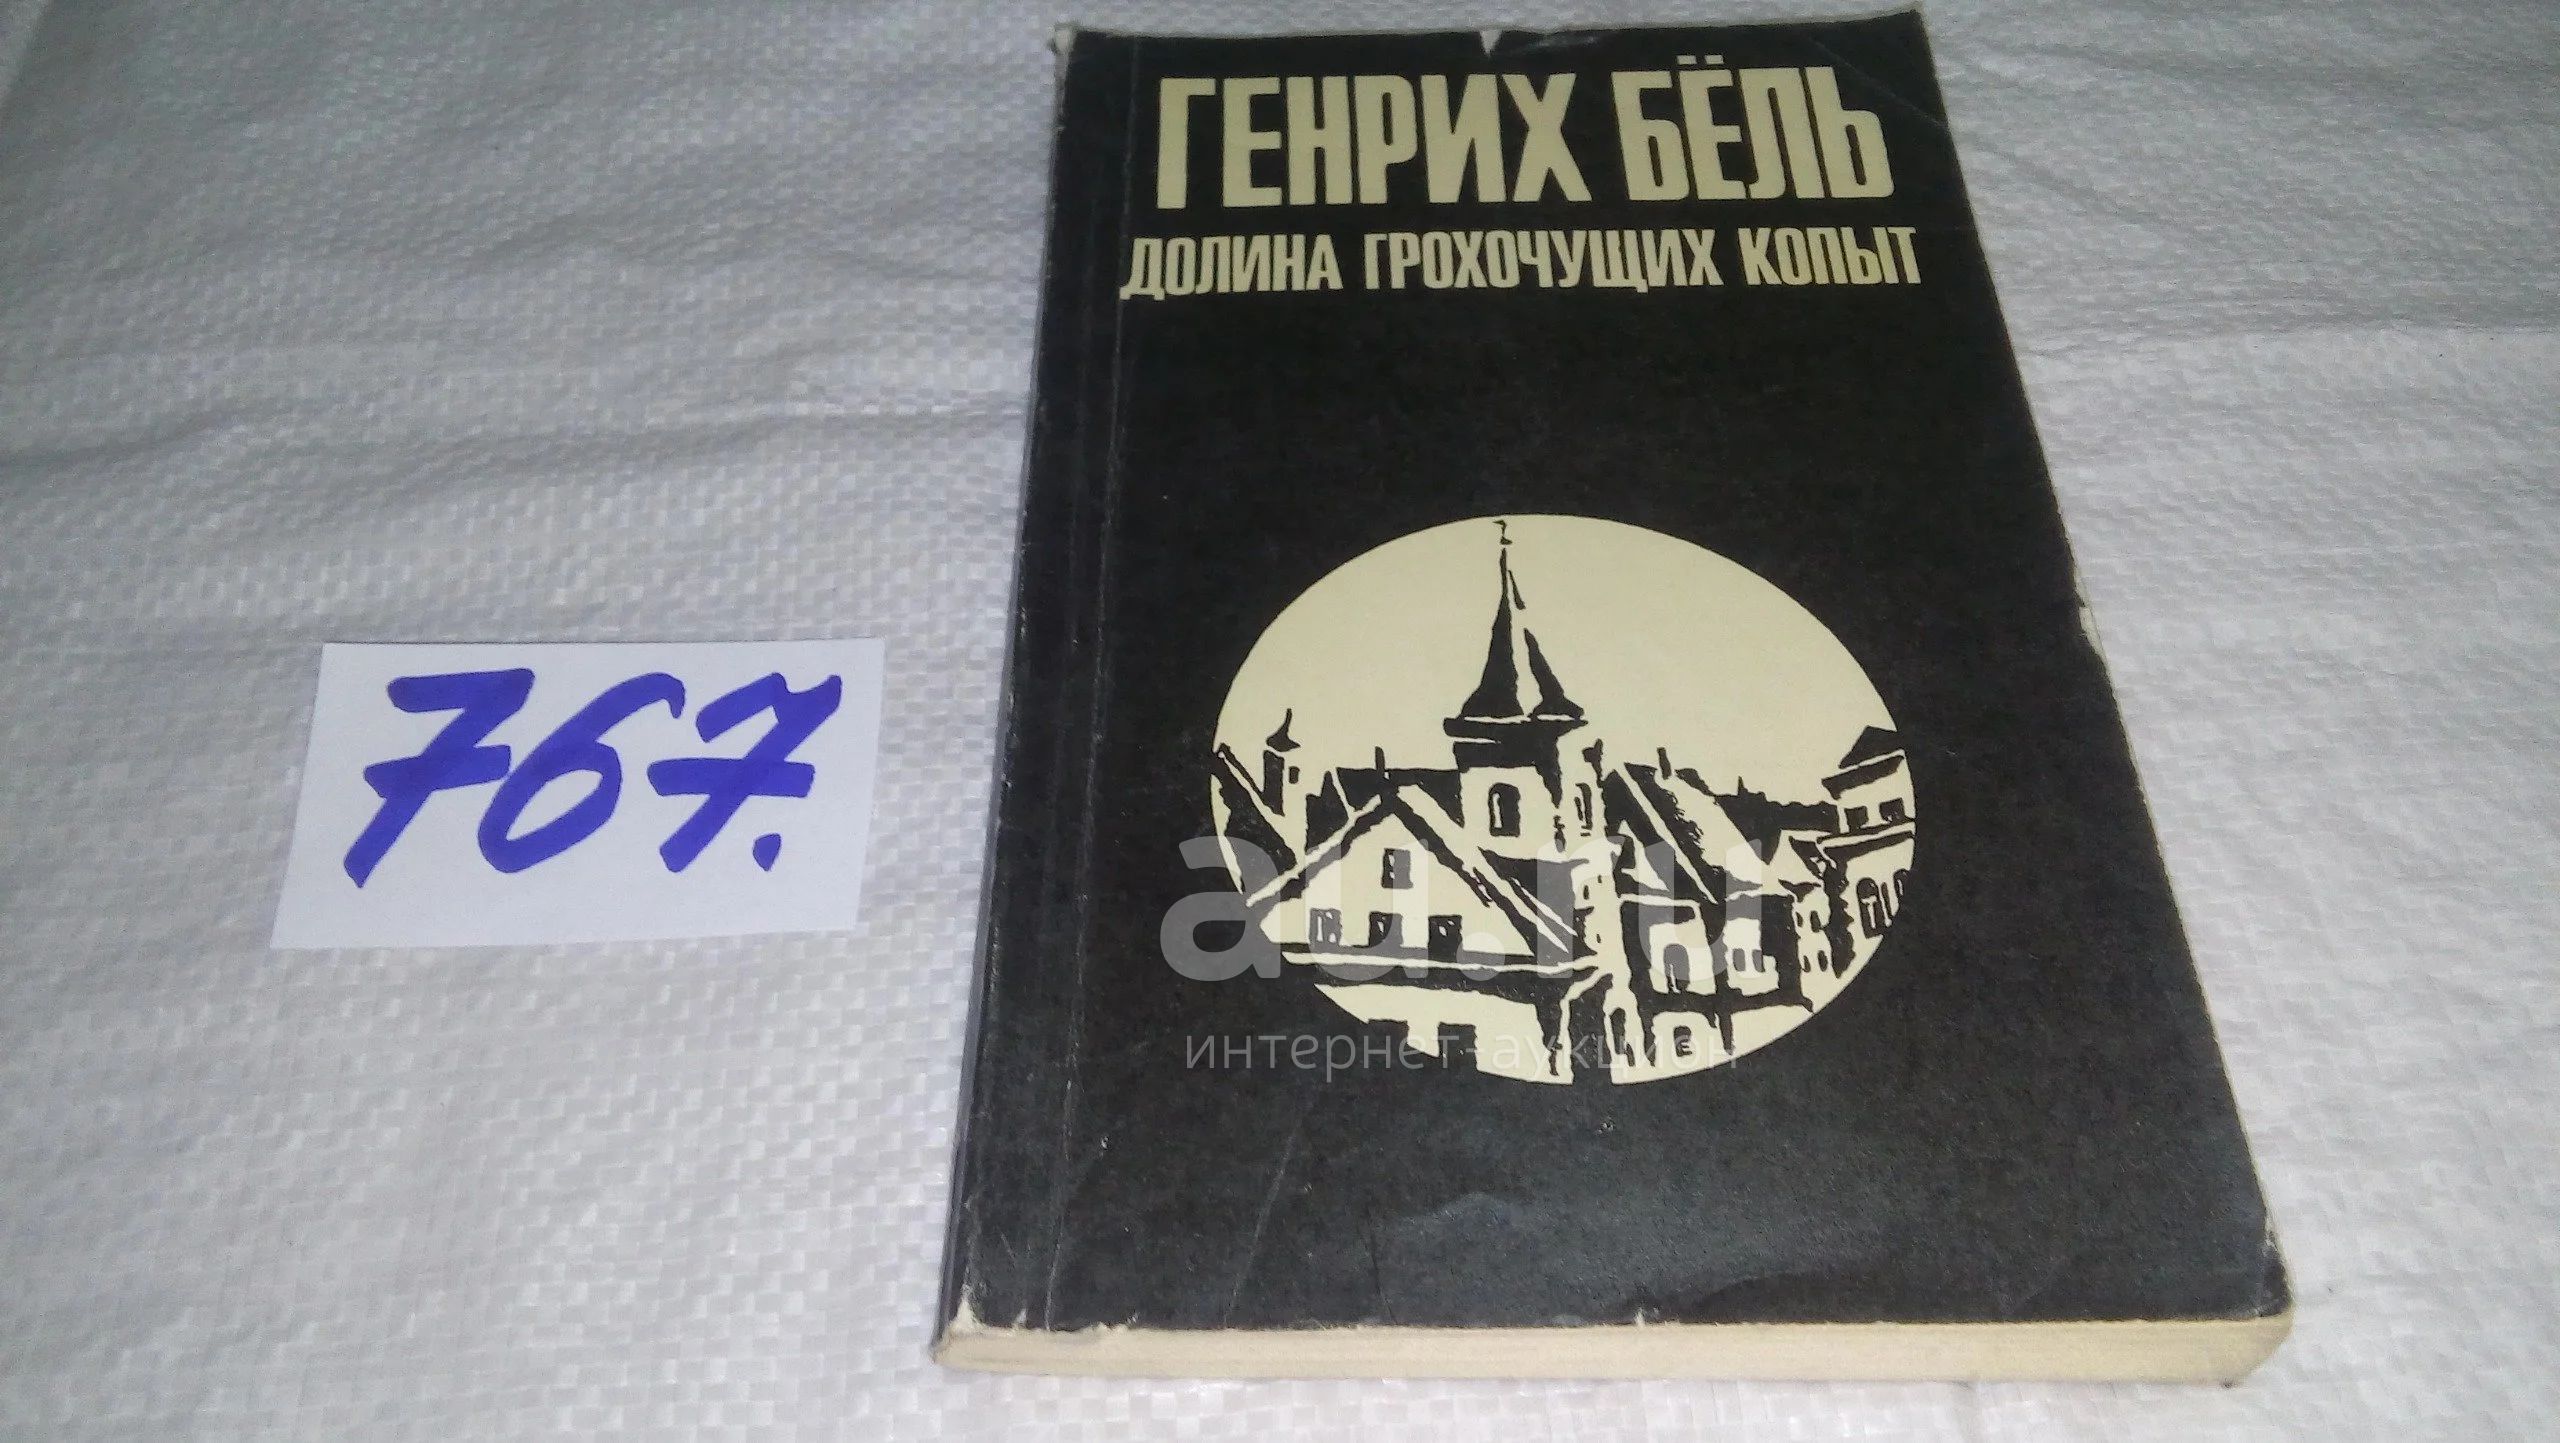 ГЕНРИХ БЁЛЬ
ДОЛИНА ГРОХОЧУЩИХ КОПЫТ
767.
au.ru
интернет-аукцион